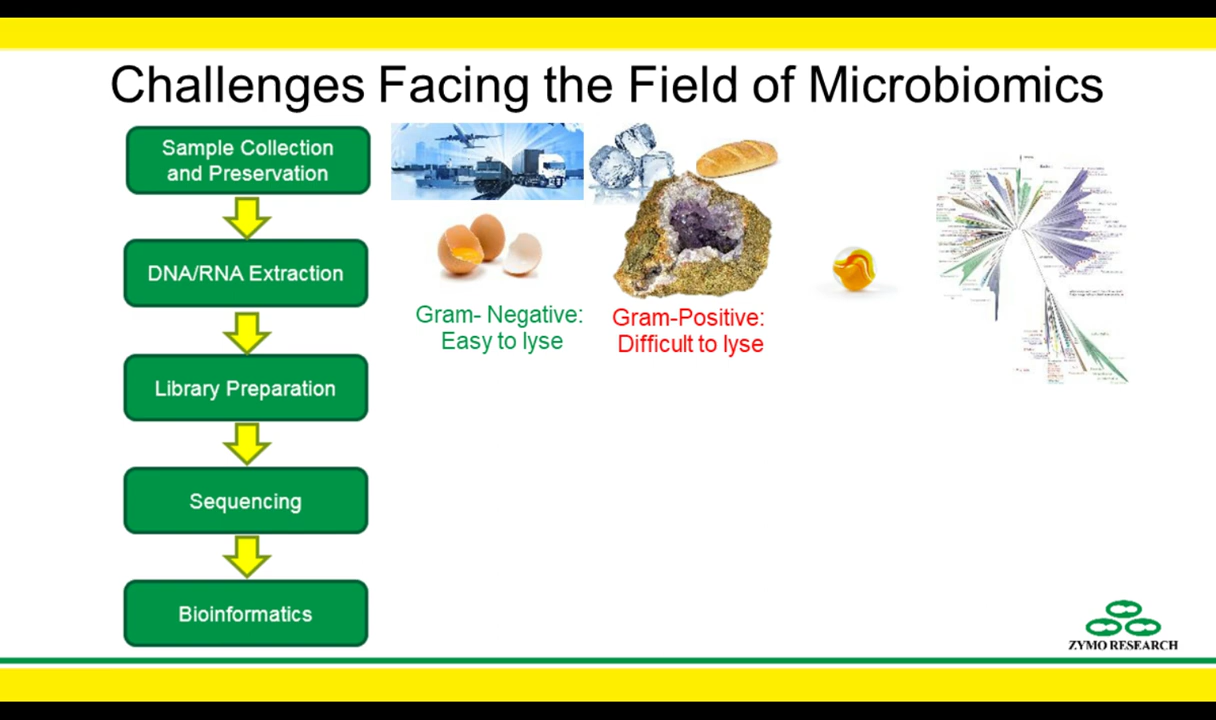 Challenges Facing the Field of Microbiomics
Sample Collection
and Preservation
DNA/RNA Extraction
Gram- Negative:
Easy to lyse
Gram-Positive:
Difficult to lyse
Library Preparation
Sequencing
Bioinformatics
ZYMO RESEARCH